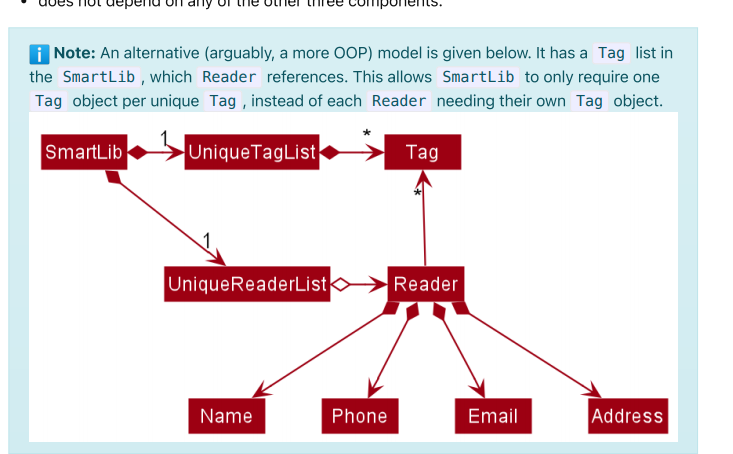 does not depend on any of the other three components.
i Note: An alternative (arguably, a more OOP) model is given below. It has a Tag list in
the SmartLib , which Reader references. This allows SmartLib to only require one
Tag object per unique Tag , instead of each Reader needing their own Tag object.
SmartLib 1 UniqueTagList * Tag
*
1
UniqueReaderList Reader
Name Phone Email Address